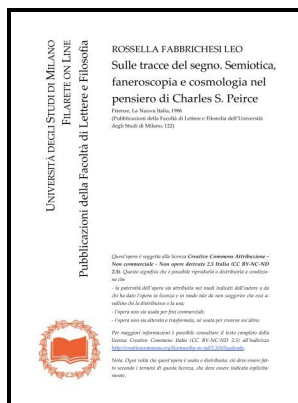 UNIVERSITÀ DEGLI STUDI DI MILANO
FILARETE ON LINE
Pubblicazioni della Facoltà di Lettere e Filosofia
ROSSELLA FABBRICHESI LEO
Sulle tracce del segno. Semiotica,
faneroscopia e cosmologia nel
pensiero di Charles S. Peirce
Firenze, La Nuova Italia, 1986
(Pubblicazioni della Facoltà di Lettere e Filosofia dell'Università
degli Studi di Milano, 122)
Quest'opera è soggetta alla licenza Creative Commons Attribuzione -
Non commerciale - Non opere derivate 2.5 Italia (CC BY-NC-ND
2.5). Questo significa che è possibile riprodurla e distribuirla a condizio-
ne che
- la paternità dell'opera sia attribuita nei modi indicati dall'autore o da
chi ha dato l'opera in licenza e in modo tale da non suggerire che essi a-
vallino chi la distribuisce o la usa;
- l'opera non sia usata per fini commerciali;
- l'opera non sia alterata o trasformata, né usata per crearne un'altra.
Per maggiori informazioni è possibile consultare il testo completo della
licenza Creative Commons Italia (CC BY-NC-ND 2.5) all'indirizzo
http://creativecommons.org/licenses/by-nc-nd/2.5/it/legalcode.
Nota. Ogni volta che quest'opera è usata o distribuita, ciò deve essere fat-
to secondo i termini di questa licenza, che deve essere indicata esplicita-
mente.